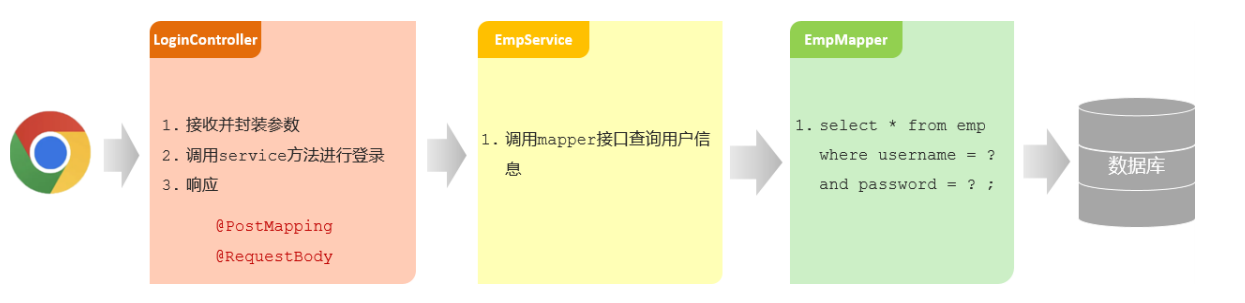 LoginController
1. 接收并封装参数
2. 调用service方法进行登录
3. 响应
@PostMapping
@RequestBody
EmpService
1. 调用mapper接口查询用户信
息
EmpMapper
1. select * from emp
where username = ?
and password = ? ;
数据库